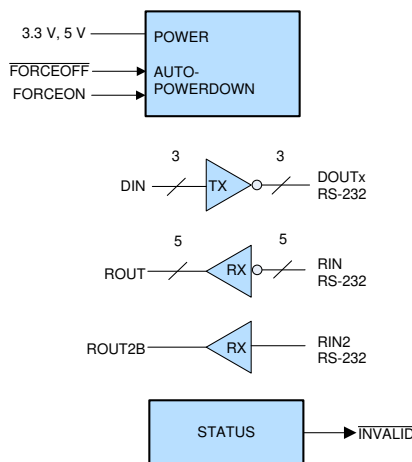 3.3 V, 5 V
POWER
FORCEOFF
AUTO-
POWERDOWN
FORCEON
3
3
DIN
TX
DOUTx
RS-232
5
5
ROUT
RX
RIN
RS-232
ROUT2B
RX
RIN2
RS-232
STATUS
INVALID